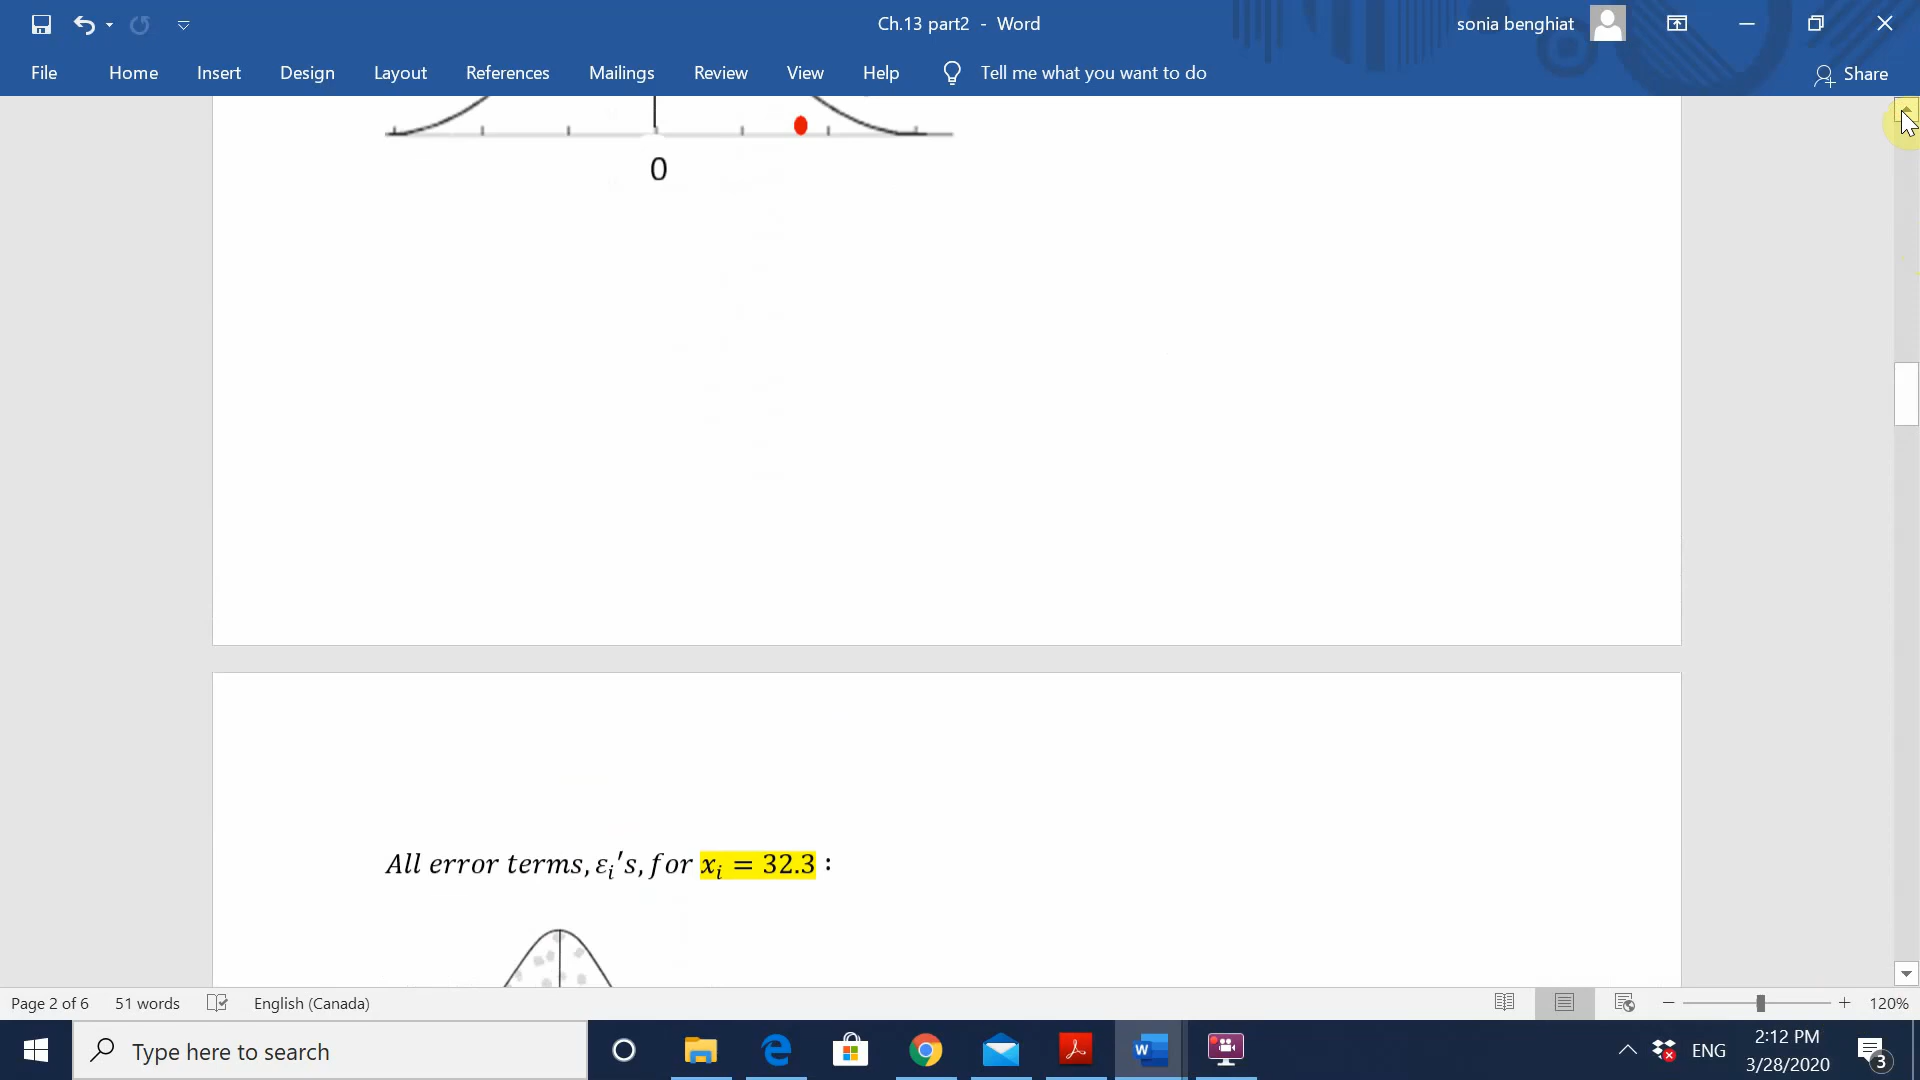 Ch.13 part2 - Word
sonia benghiat
File Home Insert Design Layout References Mailings Review View Help Tell me what you want to do Share
0
All error terms, εᵢ's, for xᵢ = 32.3 :
Page 2 of 6 51 words English (Canada) 120%
Type here to search
ENG
2:12 PM
3/28/2020
3